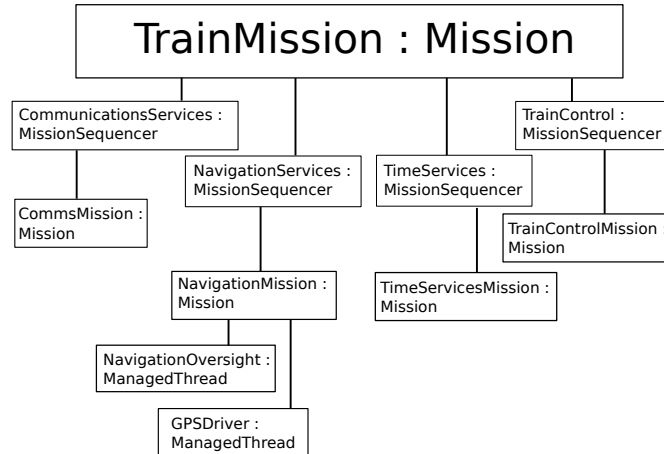 TrainMission : Mission
CommunicationsServices :
MissionSequencer
TrainControl :
MissionSequencer
NavigationServices :
MissionSequencer
TimeServices :
MissionSequencer
CommsMission :
Mission
TrainControlMission :
Mission
NavigationMission :
Mission
TimeServicesMission :
Mission
NavigationOversight :
ManagedThread
GPSDriver :
ManagedThread